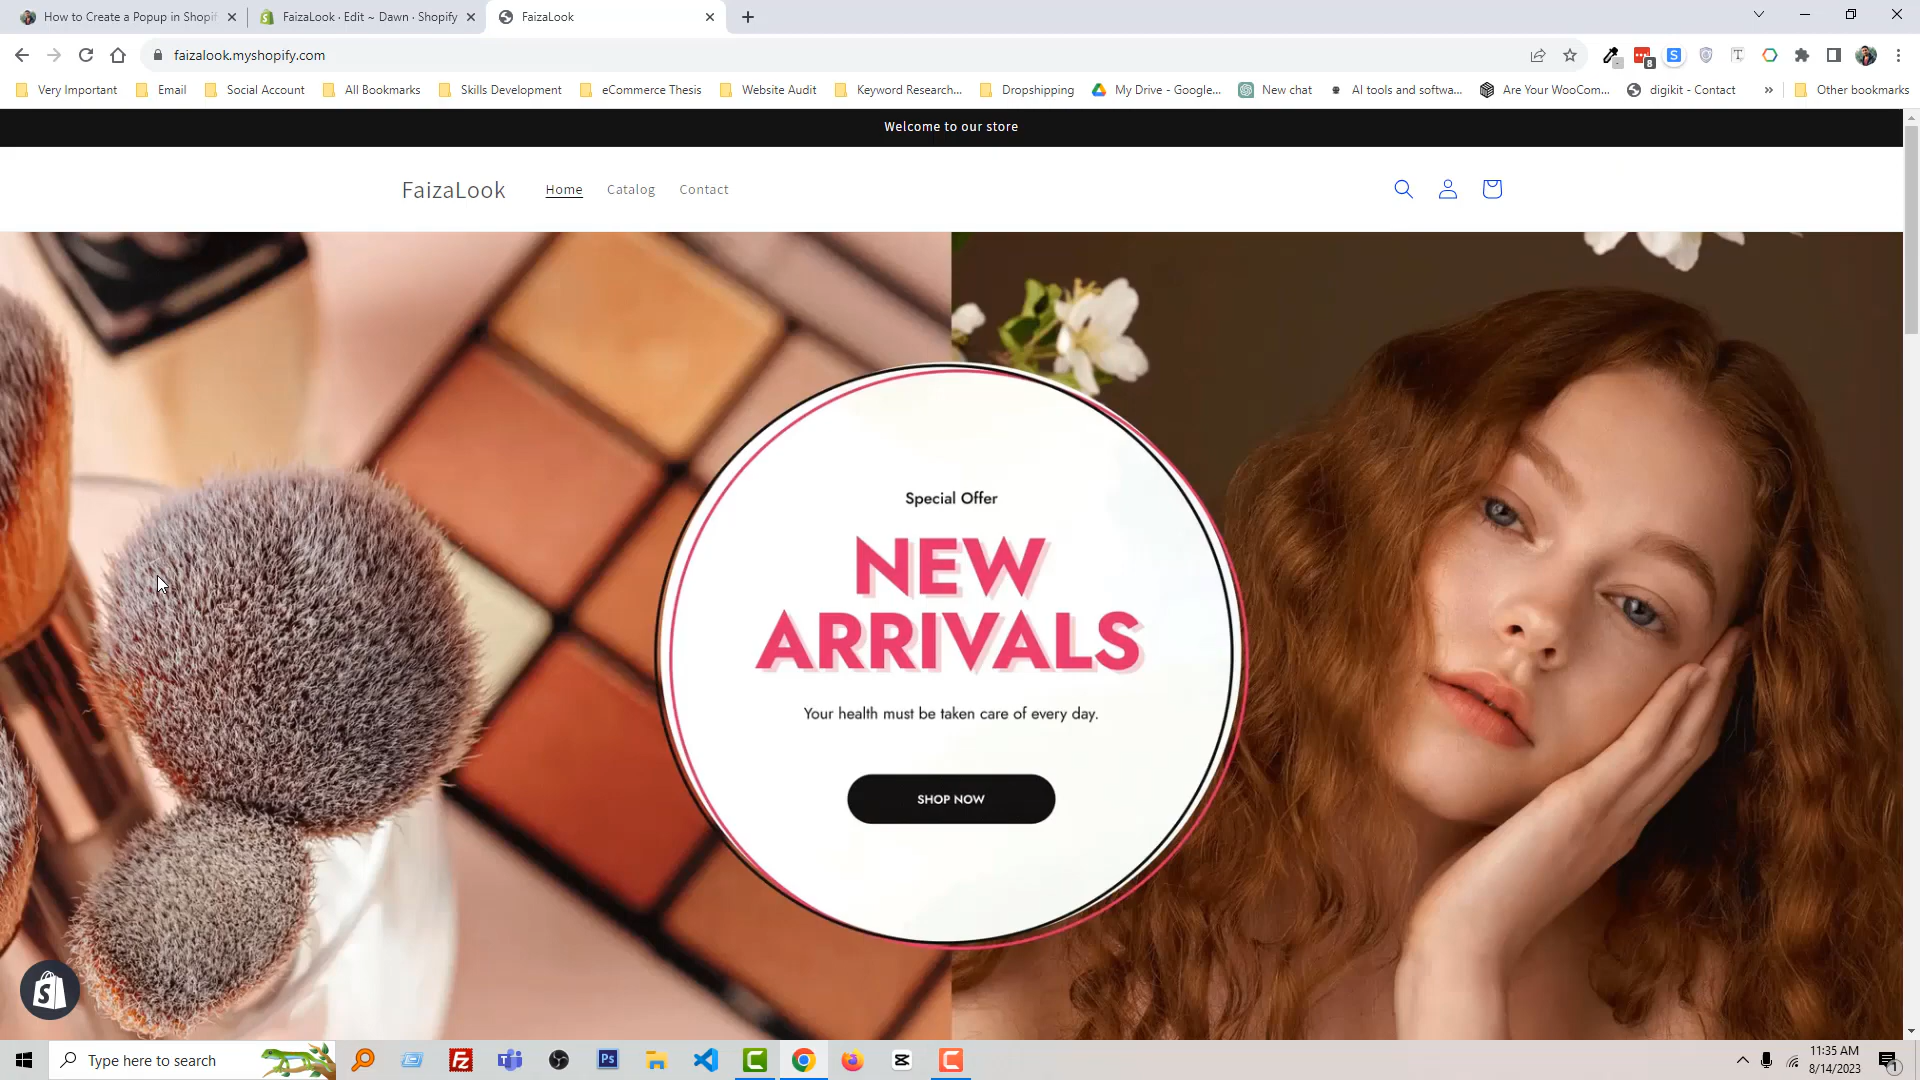 How to Create a Popup in Shopif
FaizaLook · Edit ~ Dawn · Shopify
FaizaLook
faizalook.myshopify.com
8
Very Important
Email
Social Account
All Bookmarks
Skills Development
eCommerce Thesis
Website Audit
Keyword Research...
Dropshipping
My Drive - Google...
New chat
AI tools and softwa...
Are Your WooCom...
digikit - Contact
Other bookmarks
Welcome to our store
FaizaLook
Home
Catalog
Contact
Special Offer
NEW
ARRIVALS
Your health must be taken care of every day.
SHOP NOW
Type here to search
Ps
11:35 AM
8/14/2023
1